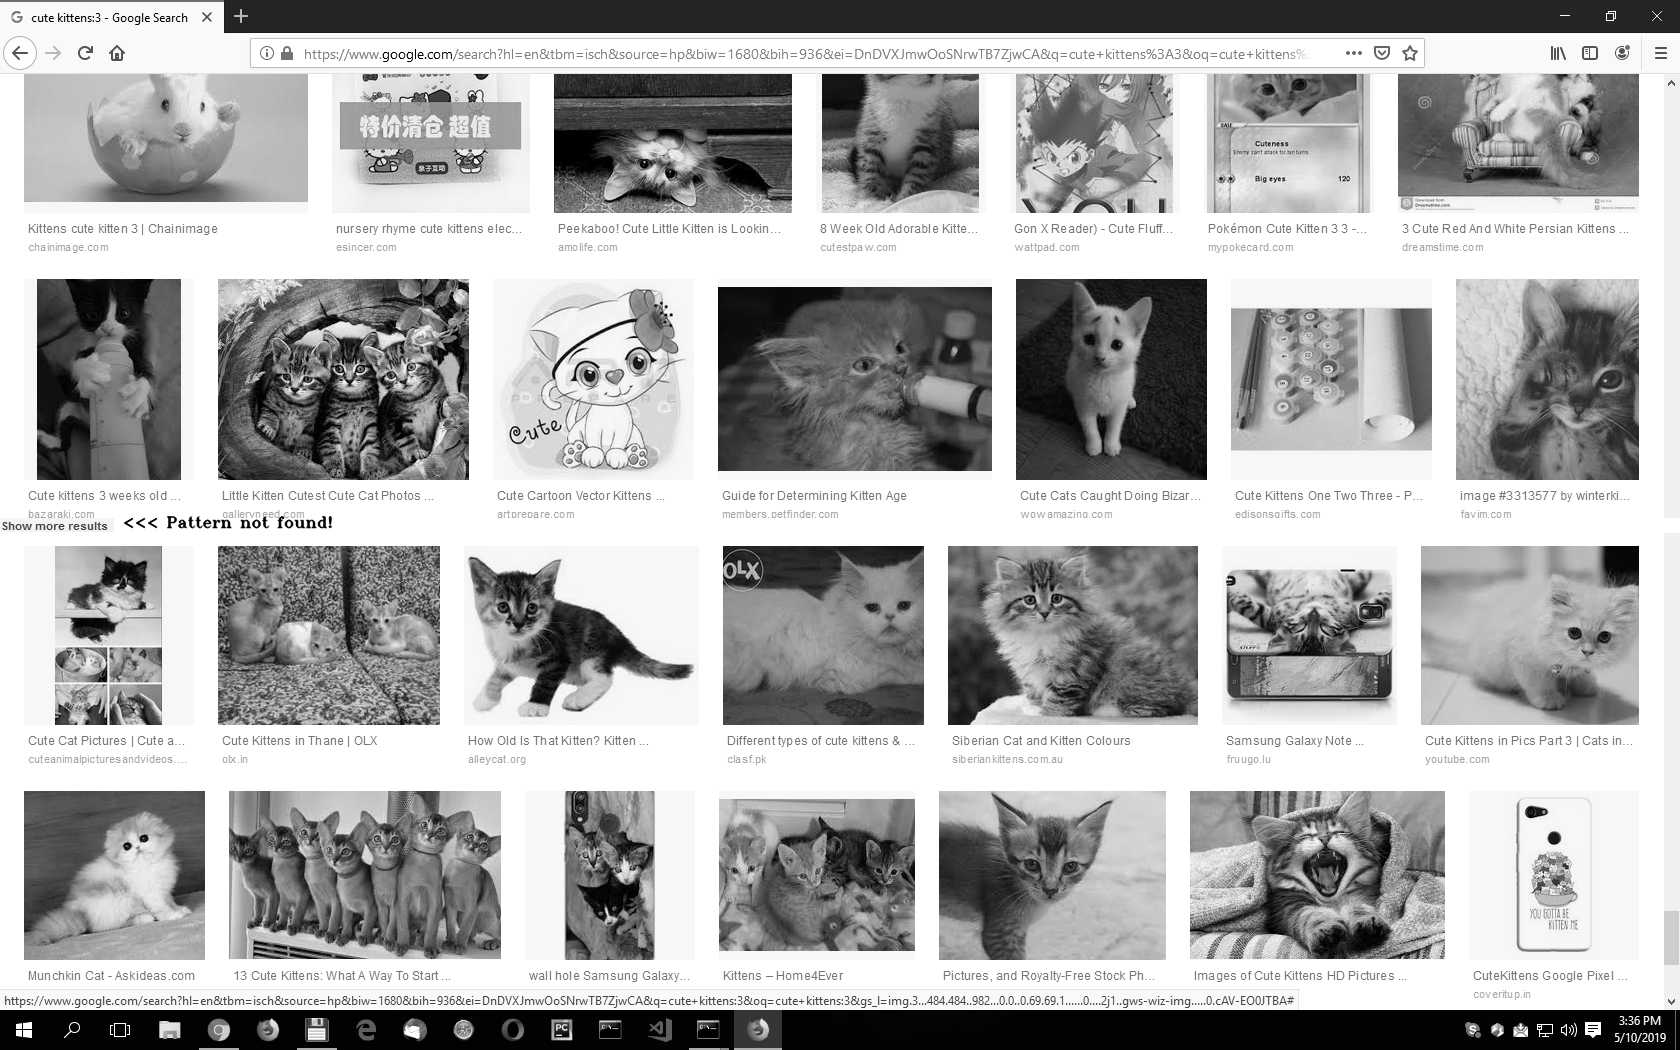 cute kittens:3 - Google Search
https://www.google.com/search?hl=en&tbm=isch&source=hp&biw=1680&bih=936&ei=DnDVXJmwOoSNrwTB7ZjwCA&q=cute+kittens%3A3&oq=cute+kittens%
特价清仓 超值
亲子互动
BASE
Cuteness
Enemy can't attack for ten turns.
Big eyes 120
Dreamstime.com
Kittens cute kitten 3 | Chainimage
chainimage.com
nursery rhyme cute kittens elec...
esincer.com
Peekaboo! Cute Little Kitten is Lookin...
amolife.com
8 Week Old Adorable Kitte...
cutestpaw.com
Gon X Reader) - Cute Fluff...
wattpad.com
Pokémon Cute Kitten 3 3 -...
mypokecard.com
3 Cute Red And White Persian Kittens ...
dreamstime.com
Cute
Cute kittens 3 weeks old ...
bazaraki.com
Little Kitten Cutest Cute Cat Photos ...
galleryneed.com
Cute Cartoon Vector Kittens ...
artprepare.com
Guide for Determining Kitten Age
members.petfinder.com
Cute Cats Caught Doing Bizar...
wowamazing.com
Cute Kittens One Two Three - P...
edisonsgifts.com
image #3313577 by winterki...
favim.com
Show more results <<< Pattern not found!
OLX
Cute Cat Pictures | Cute a...
cuteanimalpicturesandvideos....
Cute Kittens in Thane | OLX
olx.in
How Old Is That Kitten? Kitten ...
alleycat.org
Different types of cute kittens & ...
clasf.pk
Siberian Cat and Kitten Colours
siberiankittens.com.au
Samsung Galaxy Note ...
fruugo.lu
Cute Kittens in Pics Part 3 | Cats in...
youtube.com
YOU GOTTA BE
KITTEN ME
Munchkin Cat - Askideas.com
13 Cute Kittens: What A Way To Start ...
wall hole Samsung Galaxy...
Kittens – Home4Ever
Pictures, and Royalty-Free Stock Ph...
Images of Cute Kittens HD Pictures ...
CuteKittens Google Pixel ...
coveritup.in
https://www.google.com/search?hl=en&tbm=isch&source=hp&biw=1680&bih=936&ei=DnDVXJmwOoSNrwTB7ZjwCA&q=cute+kittens:3&oq=cute+kittens:3&gs_l=img.3...484.484..982...0.0..0.69.69.1......0....2j1..gws-wiz-img.....0.cAV-EO0JTBA#
PC
3:36 PM
5/10/2019